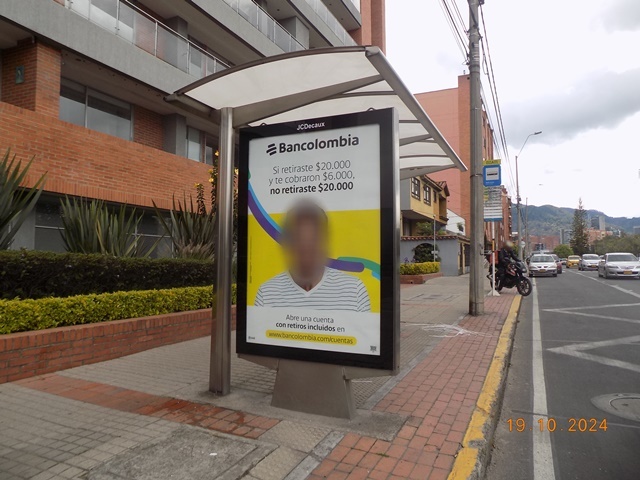 JCDecaux
Bancolombia
Si retiraste $20.000
y te cobraron $6.000,
no retiraste $20.000
Abre una cuenta
con retiros incluidos en
www.bancolombia.com/cuentas
19.10.2024